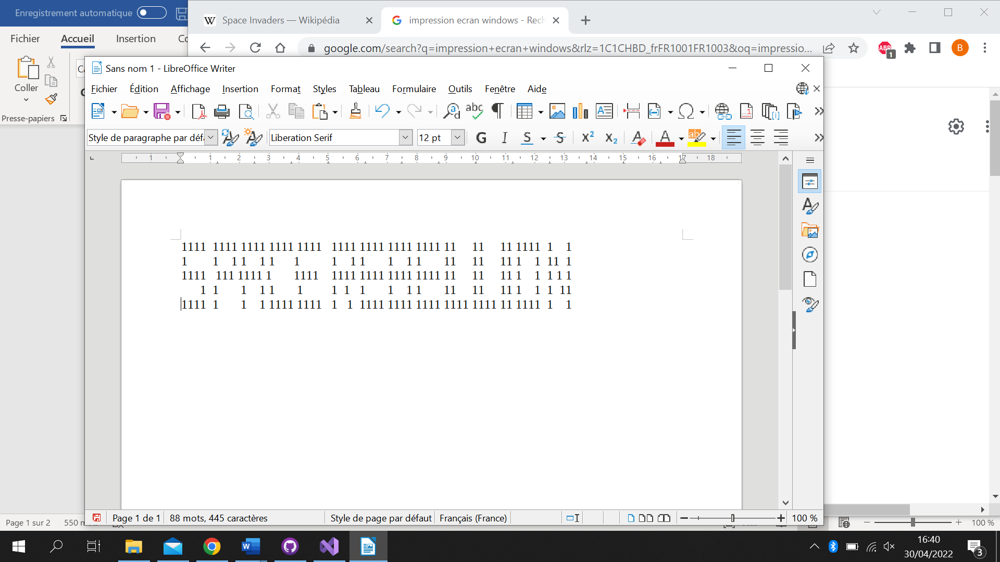 Enregistrement automatique
Space Invaders — Wikipédia
impression ecran windows - Rech
Fichier Accueil Insertion Co
google.com/search?q=impression+ecran+windows&rlz=1C1CHBD_frFR1001FR1003&oq=impressio...
ABP 1 B
Sans nom 1 - LibreOffice Writer
Coller
Presse-papiers
Fichier Édition Affichage Insertion Format Styles Tableau Formulaire Outils Fenêtre Aide
Style de paragraphe par défa Liberation Serif 12 pt G I S S X² X₂ A A
1 1 2 3 4 5 6 7 8 9 10 11 12 13 14 15 16 17 18
1111  1111 1111 1111 1111   1111 1111 1111 1111 11     11     11 1111  1    1
1         1    1 1    1 1      1          1    1 1       1    1 1       11     11     11 1    1  11  1
1111   111 1111 1       1111    1111 1111 1111 1111 11     11     11 1    1  1 1 1
      1  1       1    1 1       1         1  1   1       1    1 1       11     11     11 1    1  1  11
1111  1       1    1 1111 1111   1   1  1111 1111 1111 1111 1111 11 1111  1    1
Page 1 de 1 88 mots, 445 caractères Style de page par défaut Français (France) 100 %
Page 1 sur 2 550 m 100 %
16:40
30/04/2022
3